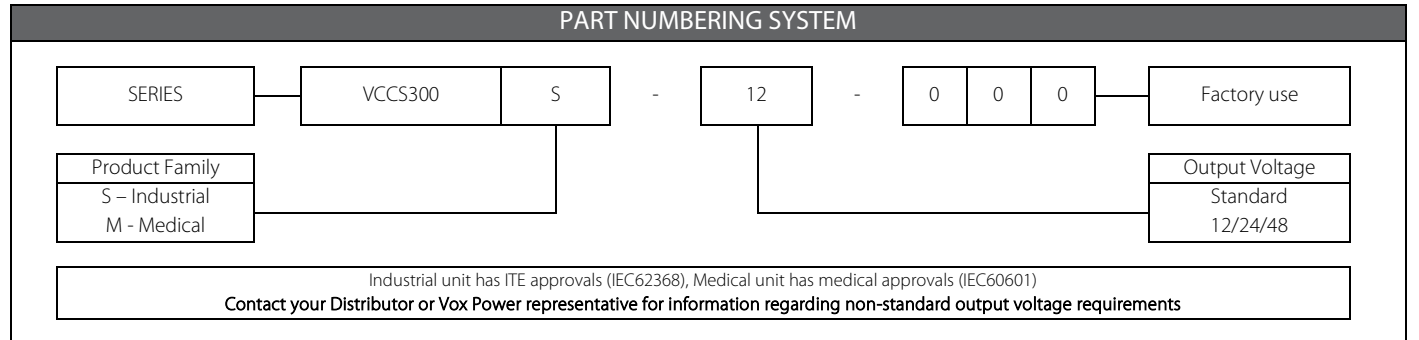 PART NUMBERING SYSTEM
SERIES VCCS300 S - 12 - 0 0 0 Factory use
Product Family
S – Industrial
M - Medical
Output Voltage
Standard
12/24/48
Industrial unit has ITE approvals (IEC62368), Medical unit has medical approvals (IEC60601)
Contact your Distributor or Vox Power representative for information regarding non-standard output voltage requirements